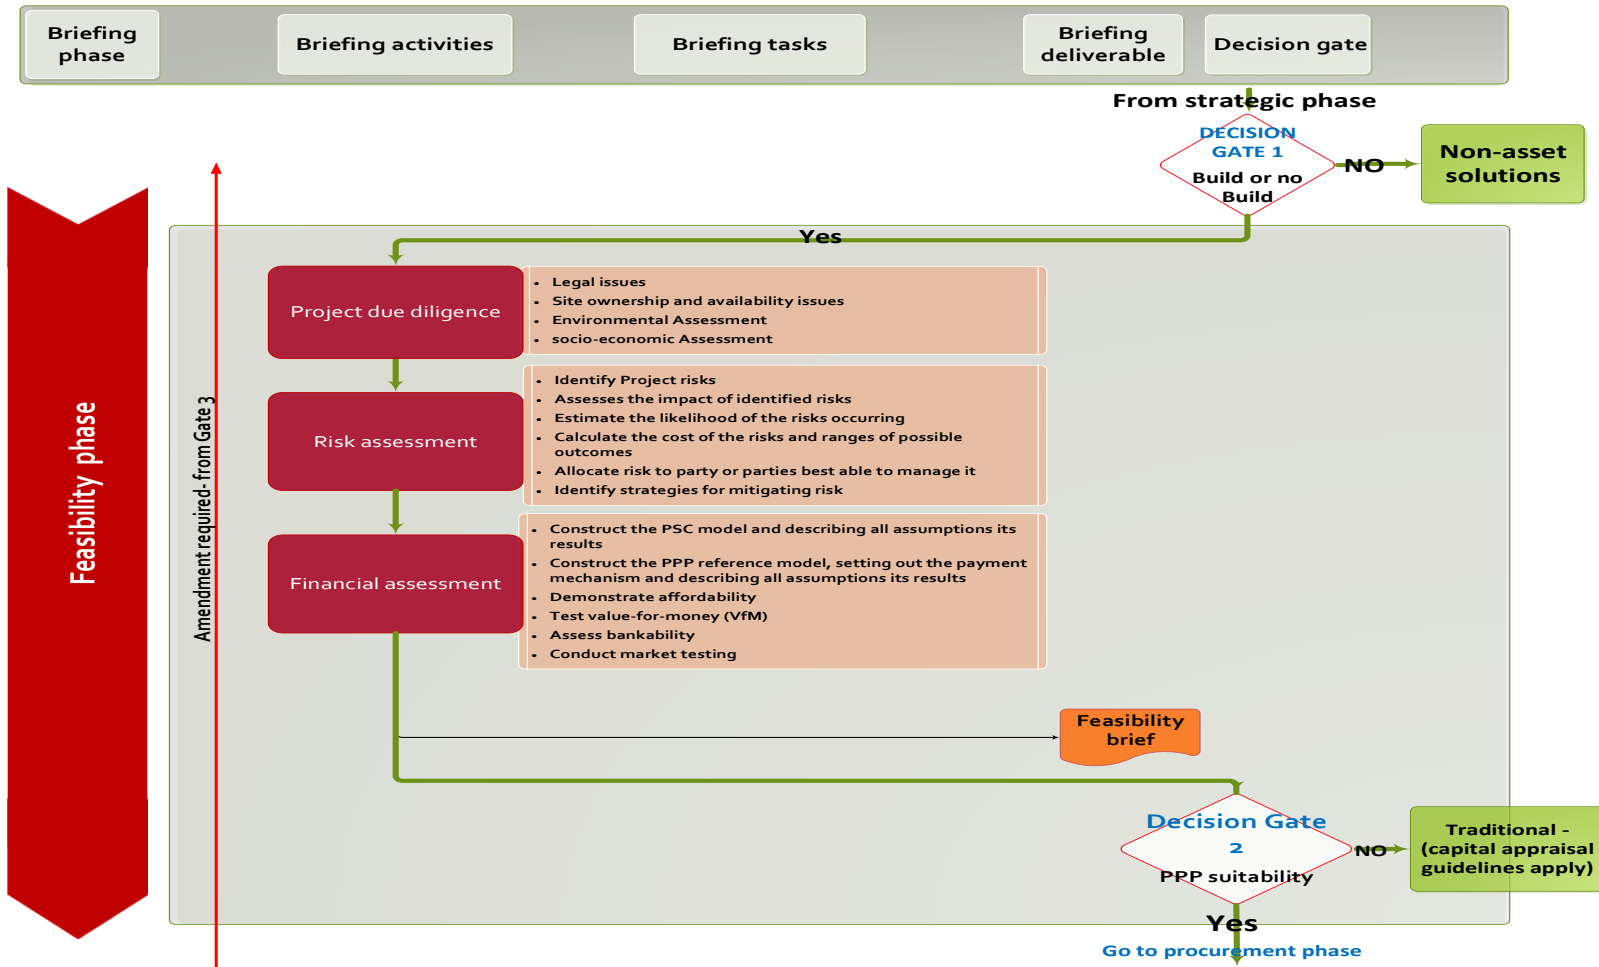 Briefing
phase
Briefing activities
Briefing tasks
Briefing
deliverable
Decision gate
From strategic phase
DECISION
GATE 1
Build or no
Build
NO
Non-asset
solutions
Yes
Feasibility phase
Amendment required- from Gate 3
Project due diligence
• Legal issues
• Site ownership and availability issues
• Environmental Assessment
• socio-economic Assessment
Risk assessment
• Identify Project risks
• Assesses the impact of identified risks
• Estimate the likelihood of the risks occurring
• Calculate the cost of the risks and ranges of possible
outcomes
• Allocate risk to party or parties best able to manage it
• Identify strategies for mitigating risk
Financial assessment
• Construct the PSC model and describing all assumptions its
results
• Construct the PPP reference model, setting out the payment
mechanism and describing all assumptions its results
• Demonstrate affordability
• Test value-for-money (VfM)
• Assess bankability
• Conduct market testing
Feasibility
brief
Decision Gate
2
PPP suitability
NO
Traditional -
(capital appraisal
guidelines apply)
Yes
Go to procurement phase